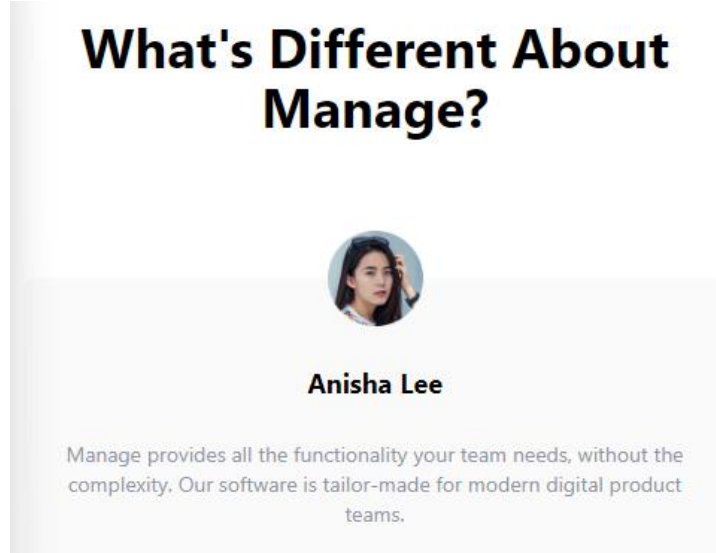 What's Different About
Manage?
Anisha Lee
Manage provides all the functionality your team needs, without the
complexity. Our software is tailor-made for modern digital product
teams.